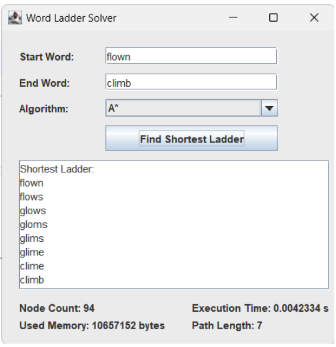 Word Ladder Solver
Start Word: flown
End Word: climb
Algorithm: A*
Find Shortest Ladder
Shortest Ladder:
flown
flows
glows
gloms
glims
glime
clime
climb
Node Count: 94 Execution Time: 0.0042334 s
Used Memory: 10657152 bytes Path Length: 7